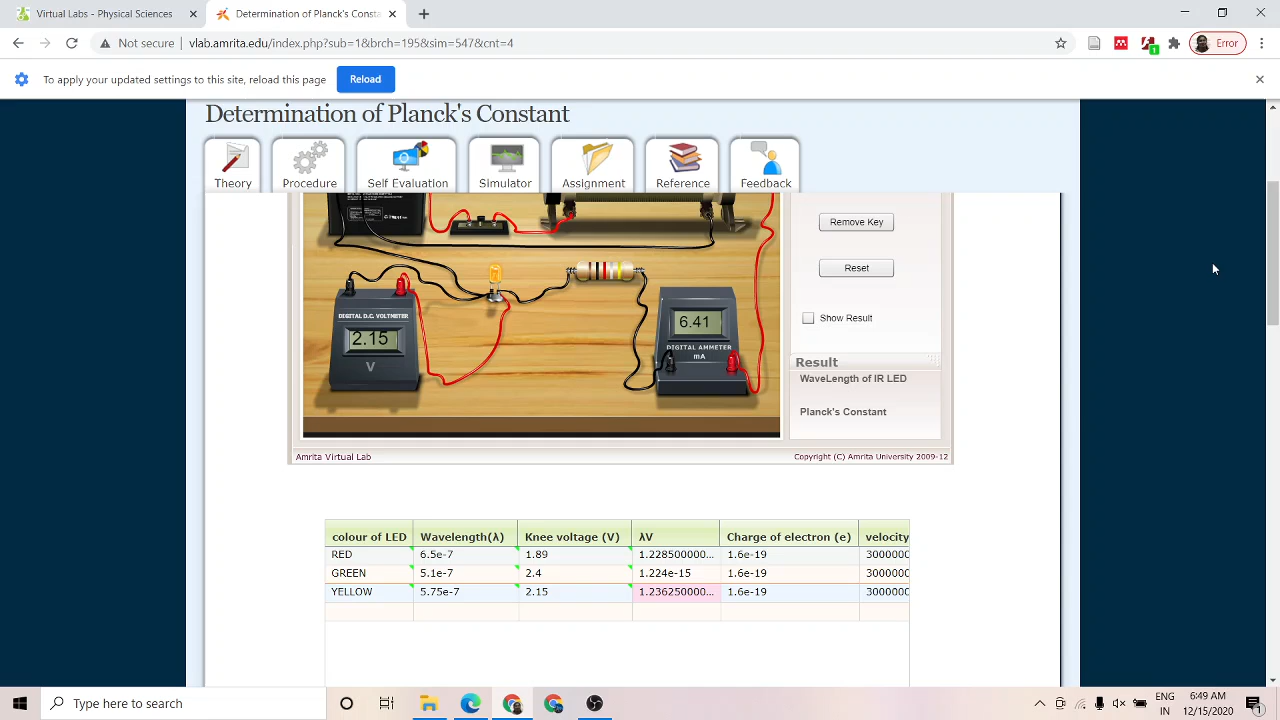 Virtual Labs - Physical Sciences
Determination of Planck's Consta
Not secure
vlab.amrita.edu/index.php?sub=1&brch=195&sim=547&cnt=4
1
Error
To apply your updated settings to this site, reload this page
Reload
Determination of Planck's Constant
Theory
Procedure
Self Evaluation
Simulator
Assignment
Reference
Feedback
Remove Key
Reset
Show Result
DIGITAL D.C. VOLTMETER
2.15
V
6.41
DIGITAL AMMETER
mA
Result
WaveLength of IR LED
Planck's Constant
Amrita Virtual Lab
Copyright (C) Amrita University 2009-12
colour of LED Wavelength(λ) Knee voltage (V) λV Charge of electron (e) velocity
RED 6.5e-7 1.89 1.228500000... 1.6e-19 3000000
GREEN 5.1e-7 2.4 1.224e-15 1.6e-19 3000000
YELLOW 5.75e-7 2.15 1.236250000... 1.6e-19 3000000
Type here to search
ENG
IN
6:49 AM
12/15/2020
1